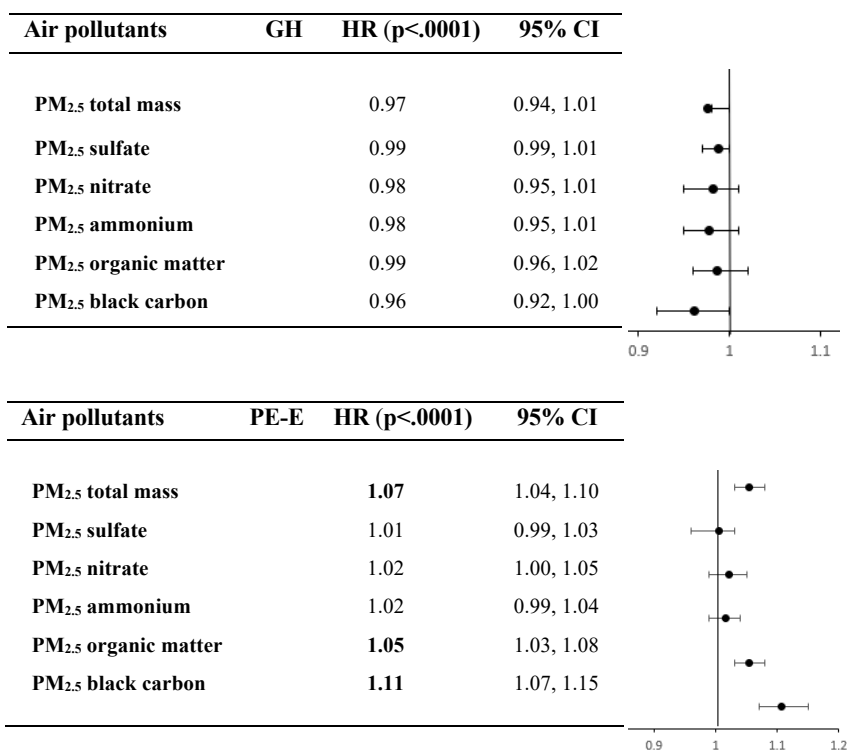 Air pollutants GH HR (p<.0001) 95% CI
PM2.5 total mass 0.97 0.94, 1.01
PM2.5 sulfate 0.99 0.99, 1.01
PM2.5 nitrate 0.98 0.95, 1.01
PM2.5 ammonium 0.98 0.95, 1.01
PM2.5 organic matter 0.99 0.96, 1.02
PM2.5 black carbon 0.96 0.92, 1.00
0.9 1 1.1
Air pollutants PE-E HR (p<.0001) 95% CI
PM2.5 total mass 1.07 1.04, 1.10
PM2.5 sulfate 1.01 0.99, 1.03
PM2.5 nitrate 1.02 1.00, 1.05
PM2.5 ammonium 1.02 0.99, 1.04
PM2.5 organic matter 1.05 1.03, 1.08
PM2.5 black carbon 1.11 1.07, 1.15
0.9 1 1.1 1.2